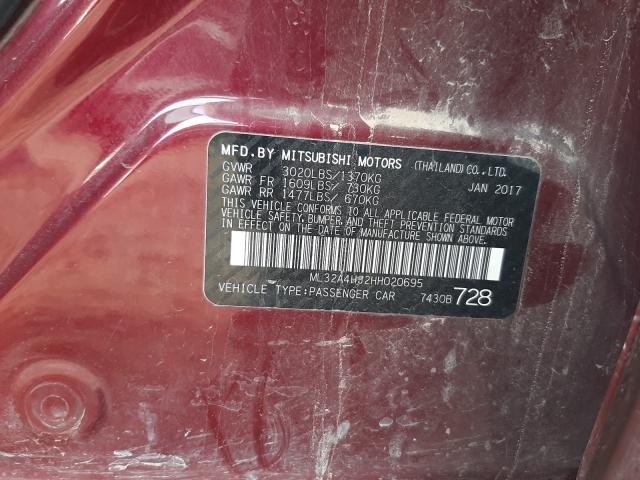 MFD.BY MITSUBISHI MOTORS (THAILAND) CO., LTD.
GVWR 3020LBS/1370KG
GAWR FR 1609LBS/ 730KG JAN 2017
GAWR RR 1477LBS/ 670KG
THIS VEHICLE CONFORMS TO ALL APPLICABLE FEDERAL MOTOR
VEHICLE SAFETY, BUMPER, AND THEFT PREVENTION STANDARDS
IN EFFECT ON THE DATE OF MANUFACTURE SHOWN ABOVE.
ML32A4HJ2HH020695
VEHICLE TYPE:PASSENGER CAR 7430B 728